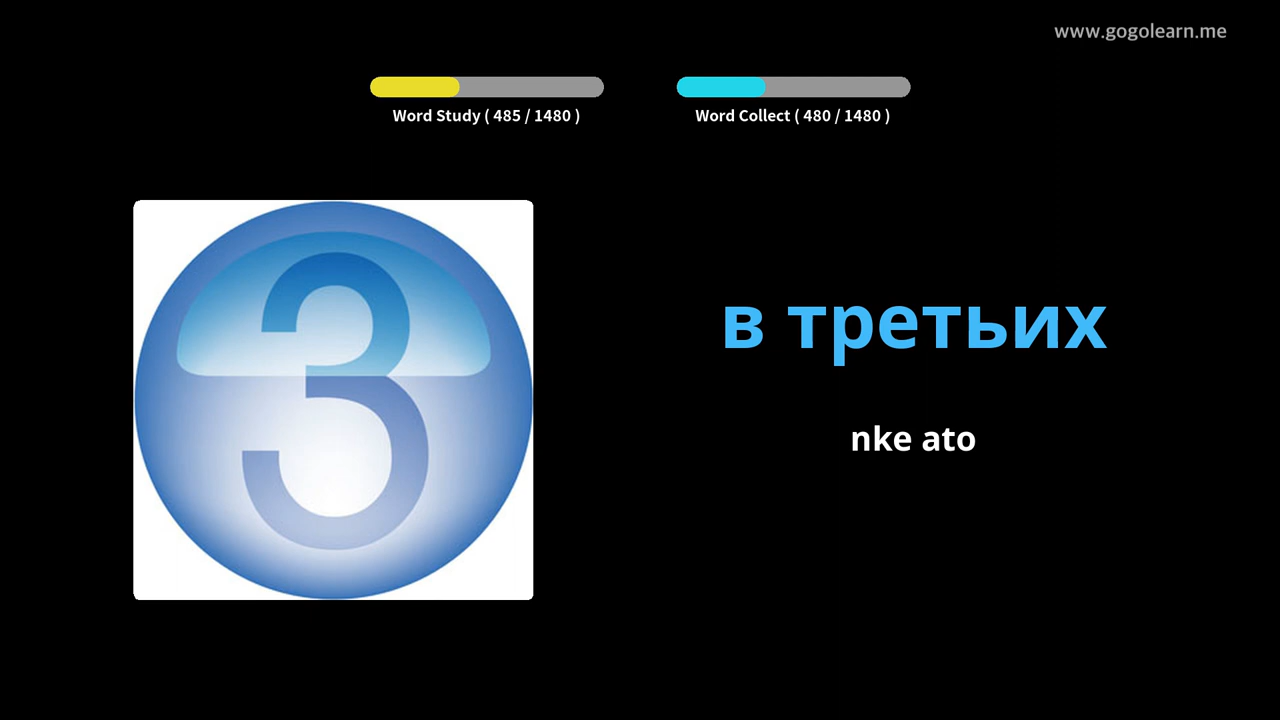 www.gogolearn.me
Word Study ( 485 / 1480 )
Word Collect ( 480 / 1480 )
3
в третьих
nke ato